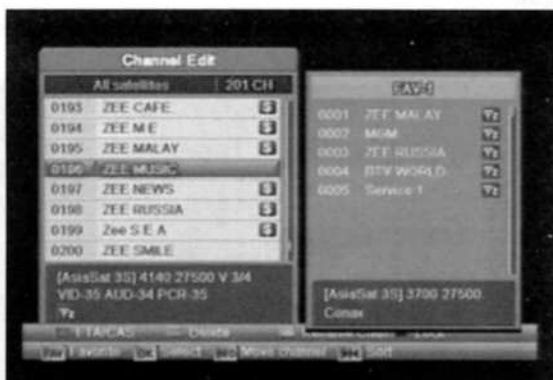 Channel Edit
All satellites 201 CH
0193 ZEE CAFE
0194 ZEE M E
0195 ZEE MALAY
0196 ZEE MUSIC
0197 ZEE NEWS
0198 ZEE RUSSIA
0199 Zee S E A
0200 ZEE SMILE
[AsiaSat 3S] 4140 27500 V 3/4
VID-35 AUD-34 PCR-35
FAV-1
0001 ZEE MALAY
0002 MGM
0003 ZEE RUSSIA
0004 BTV WORLD
0005 Service 1
[AsiaSat 3S] 3700 27500
Conax
FTA/CAS Delete Lock
Favorite OK Select Move channel Sort